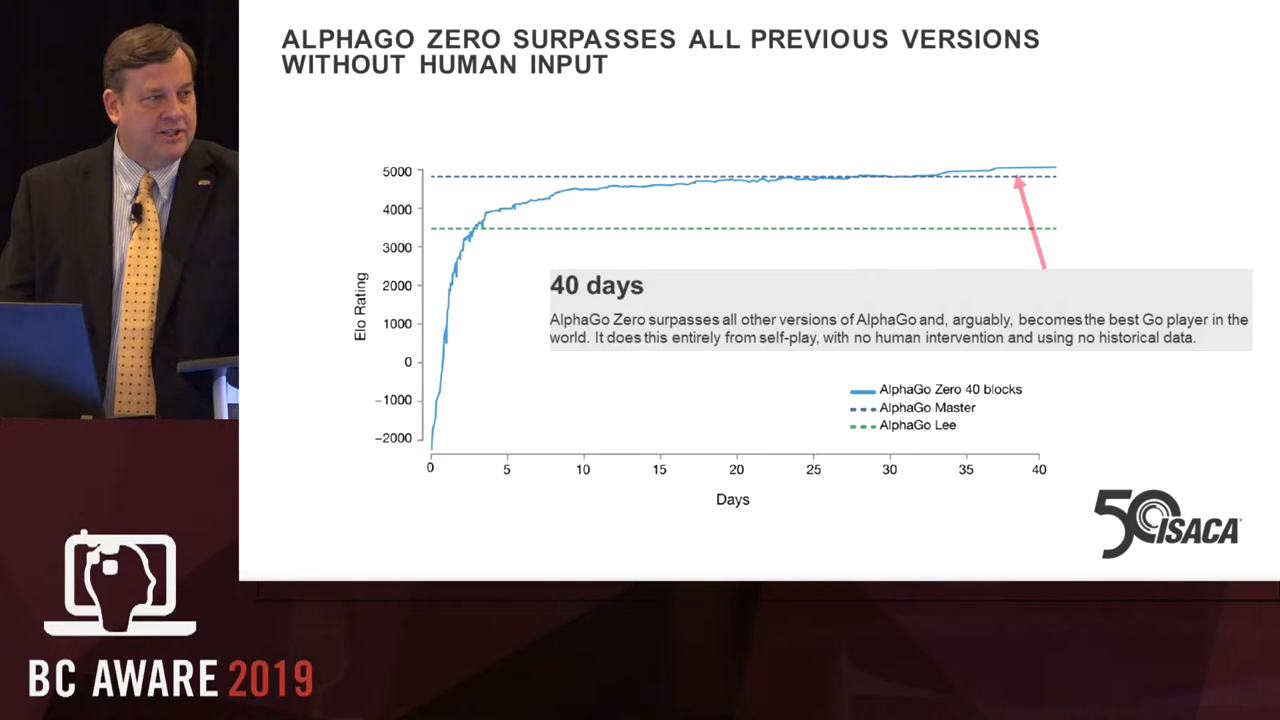 ALPHAGO ZERO SURPASSES ALL PREVIOUS VERSIONS
WITHOUT HUMAN INPUT
5000
4000
3000
2000
1000
0
−1000
−2000
Elo Rating
40 days
AlphaGo Zero surpasses all other versions of AlphaGo and, arguably, becomes the best Go player in the
world. It does this entirely from self-play, with no human intervention and using no historical data.
AlphaGo Zero 40 blocks
AlphaGo Master
AlphaGo Lee
0 5 10 15 20 25 30 35 40
Days
50 ISACA®
BC AWARE 2019